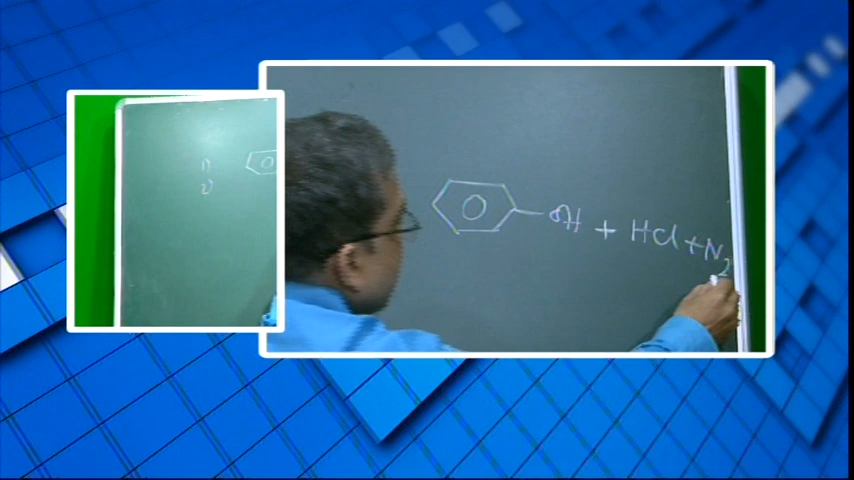 OH + HCl + N2